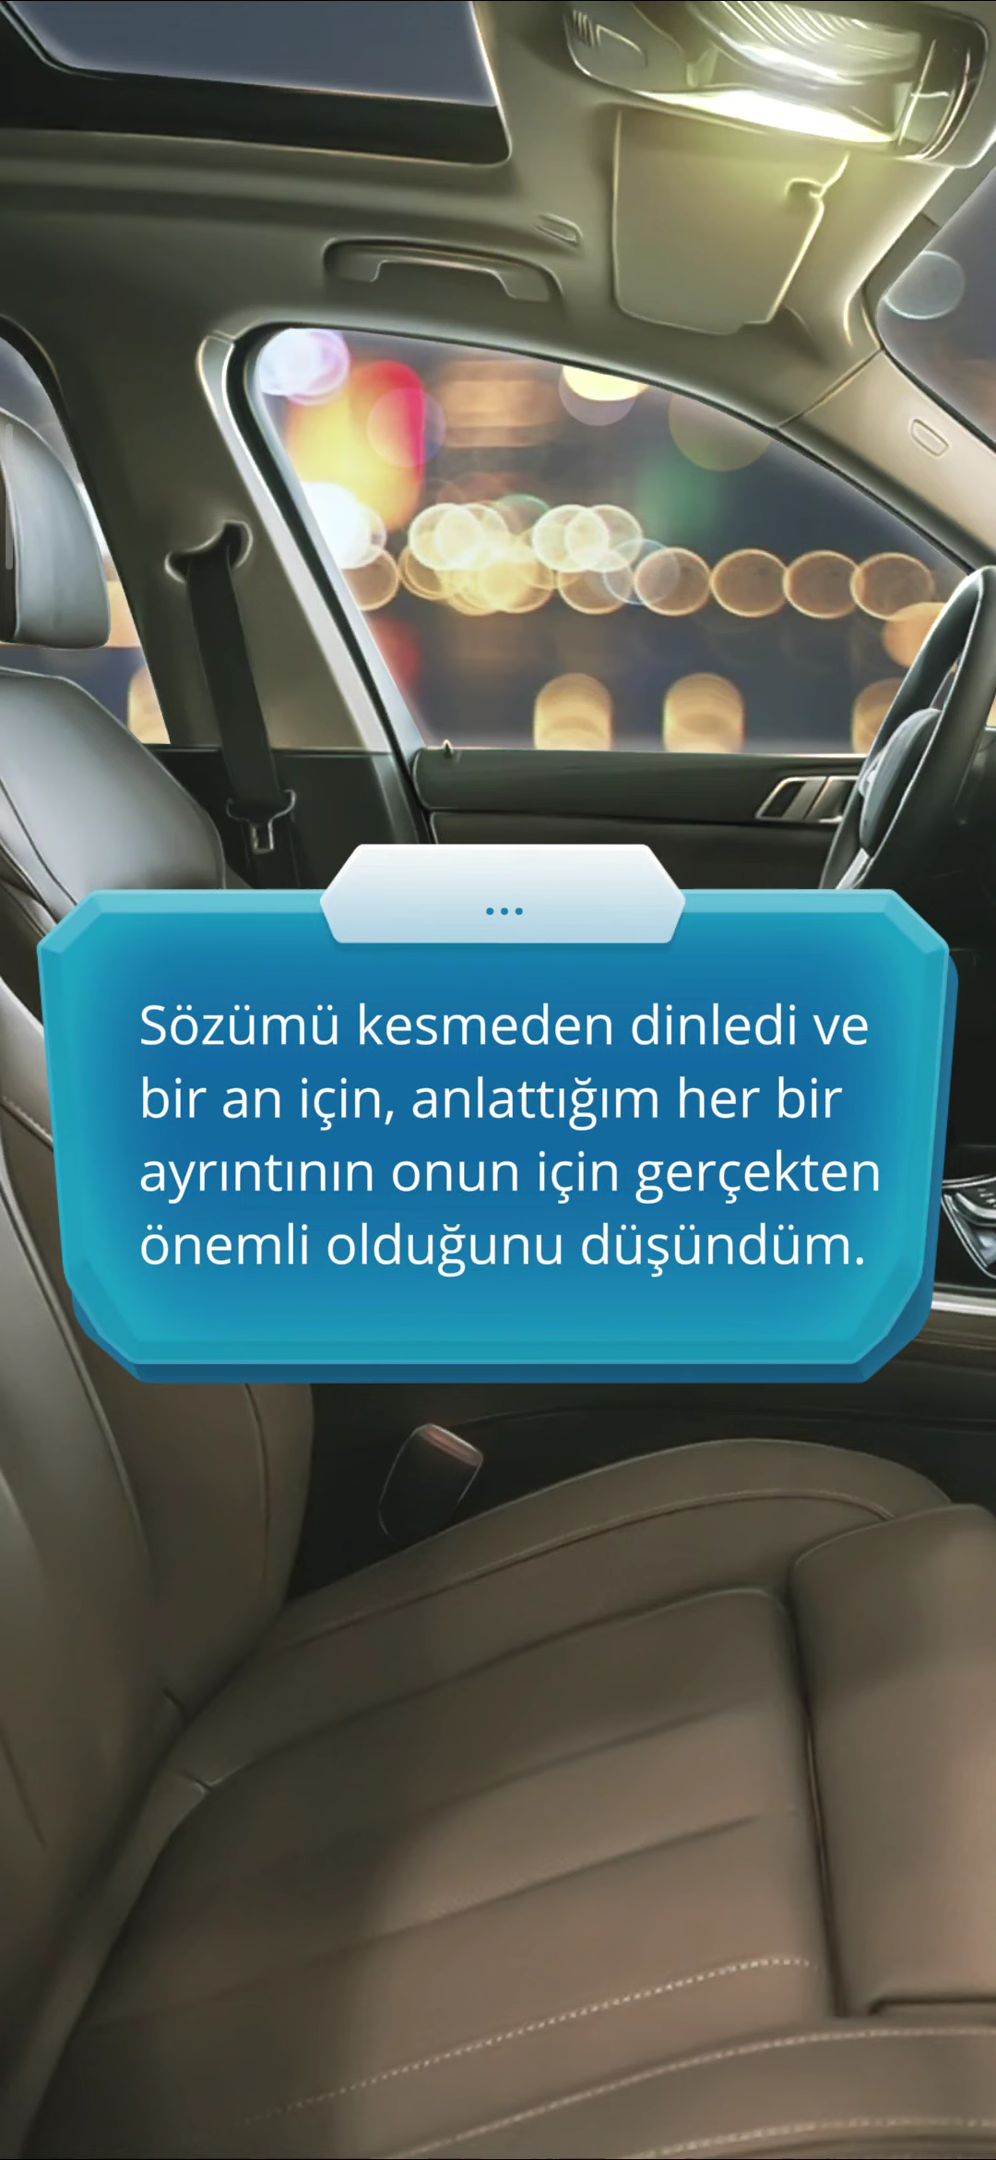 ...
Sözümü kesmeden dinledi ve
bir an için, anlattığım her bir
ayrıntının onun için gerçekten
önemli olduğunu düşündüm.